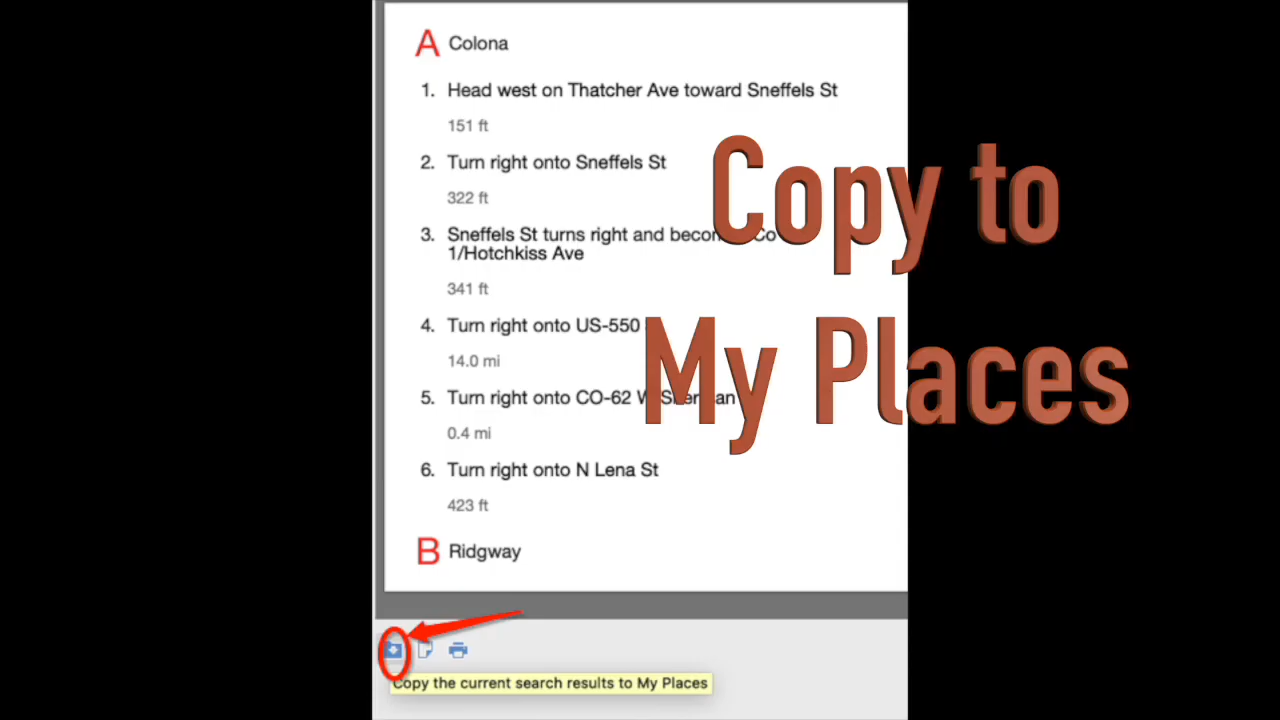 A Colona
1. Head west on Thatcher Ave toward Sneffels St
151 ft
2. Turn right onto Sneffels St
322 ft
3. Sneffels St turns right and Co
1/Hotchkiss Ave
341 ft
4. Turn right onto US-550
14.0 mi
5. Turn right onto CO-62 W
0.4 mi
6. Turn right onto N Lena St
423 ft
B Ridgway
Copy to
My Places
Copy the current search results to My Places